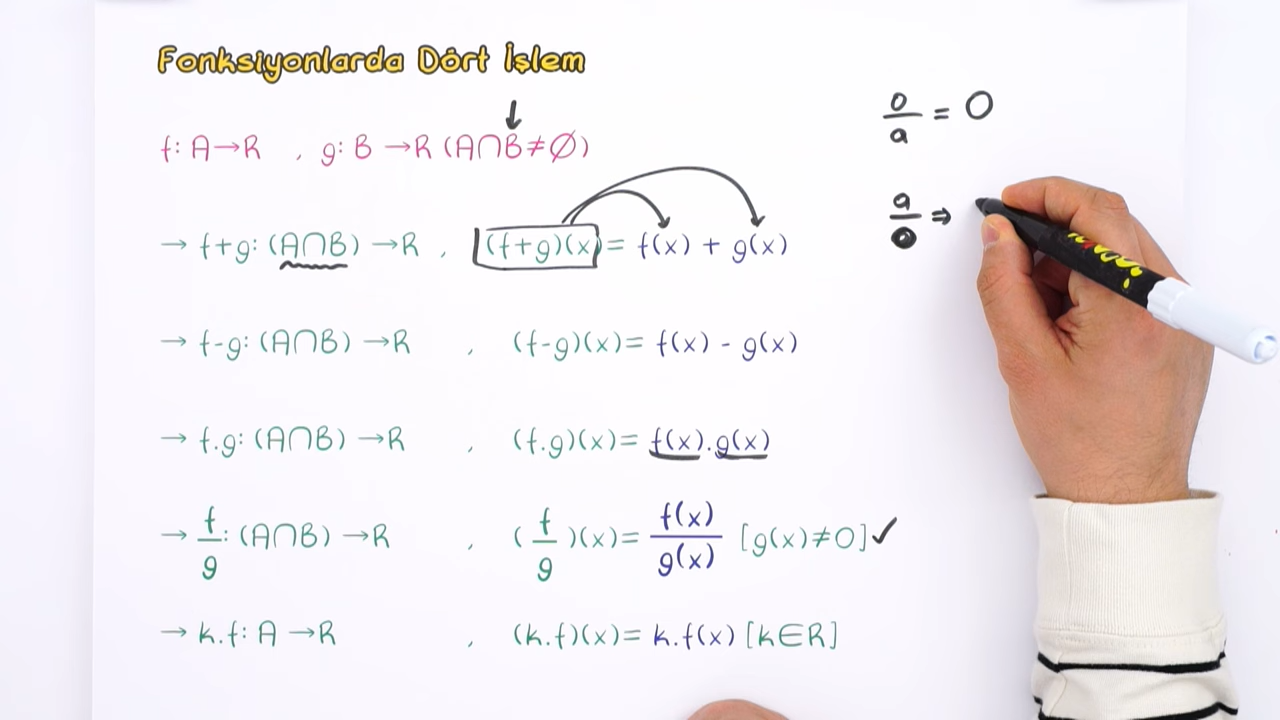 Fonksiyonlarda Dört İşlem
f: A→R , g: B→R (A∩B≠∅)
→ f+g: (A∩B) →R , (f+g)(x)= f(x) + g(x)
→ f-g: (A∩B) →R , (f-g)(x)= f(x) - g(x)
→ f.g: (A∩B) →R , (f.g)(x)= f(x).g(x)
→ f/g: (A∩B) →R , (f/g)(x)= f(x)/g(x) [g(x)≠0] ✓
→ k.f: A →R , (k.f)(x)= k.f(x) [k∈R]
0/a = 0
a/0 ⇒